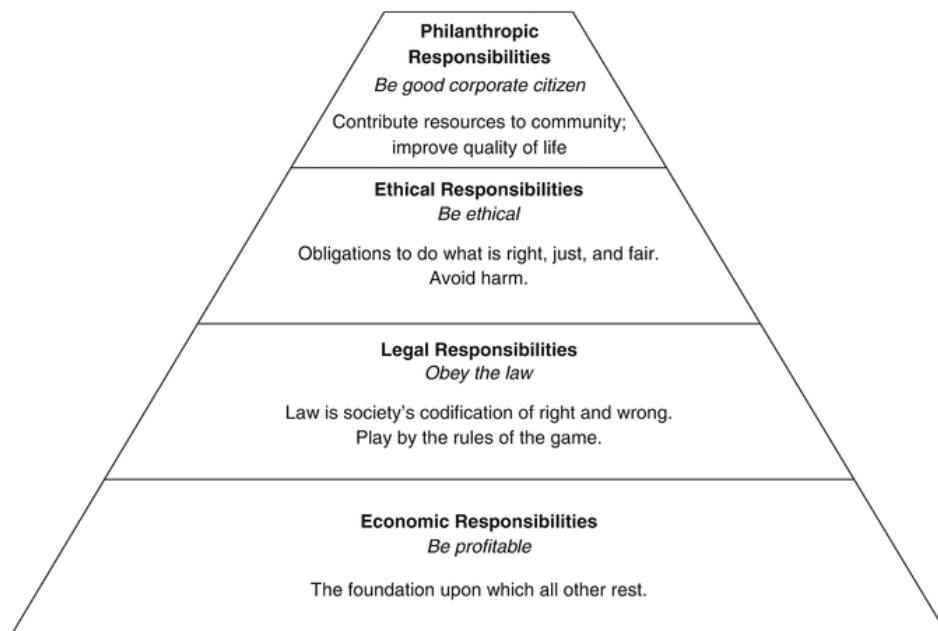 Philanthropic
Responsibilities
Be good corporate citizen
Contribute resources to community;
improve quality of life
Ethical Responsibilities
Be ethical
Obligations to do what is right, just, and fair.
Avoid harm.
Legal Responsibilities
Obey the law
Law is society's codification of right and wrong.
Play by the rules of the game.
Economic Responsibilities
Be profitable
The foundation upon which all other rest.